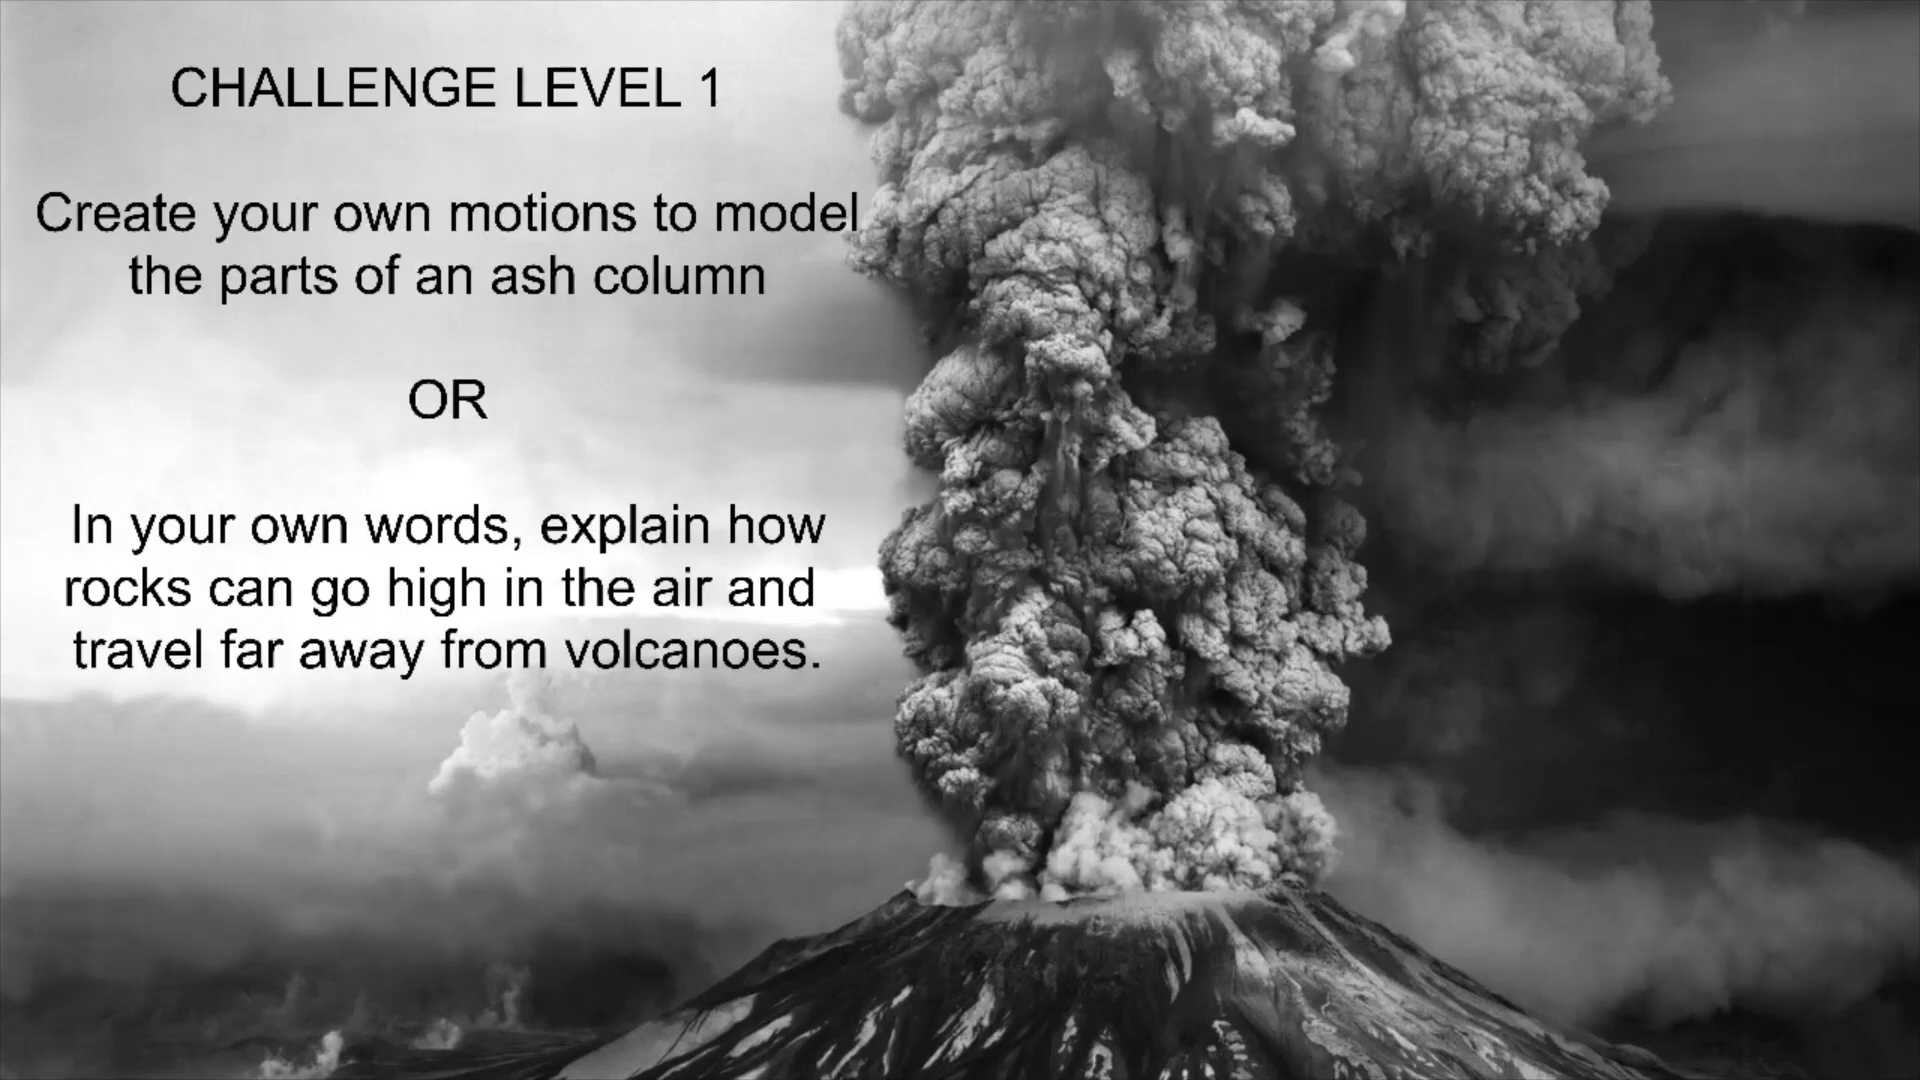 CHALLENGE LEVEL 1
Create your own motions to model
the parts of an ash column
OR
In your own words, explain how
rocks can go high in the air and
travel far away from volcanoes.